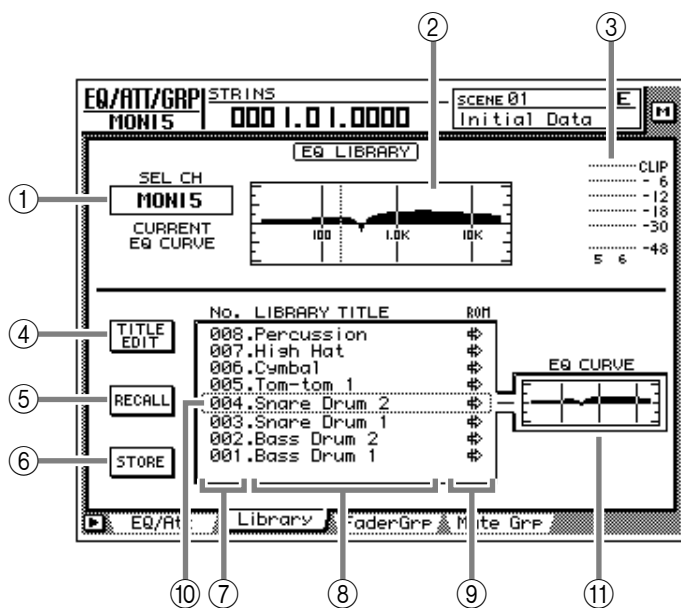 ② ③
EQ/ATT/GRP STRINS SCENE 01 E
MONI5 0001.01.0000 Initial Data M
EQ LIBRARY
① SEL CH
MONI5
CURRENT
EQ CURVE
100 1.0K 10K
CLIP
- 6
-12
-18
-30
-48
5 6
No. LIBRARY TITLE ROM
④ TITLE EDIT
⑤ RECALL
⑥ STORE
008.Percussion
007.High Hat
006.Cymbal
005.Tom-tom 1
004.Snare Drum 2
003.Snare Drum 1
002.Bass Drum 2
001.Bass Drum 1
EQ CURVE
EQ/Att Library FaderGrp Mute Grp
⑩ ⑦ ⑧ ⑨ ⑪